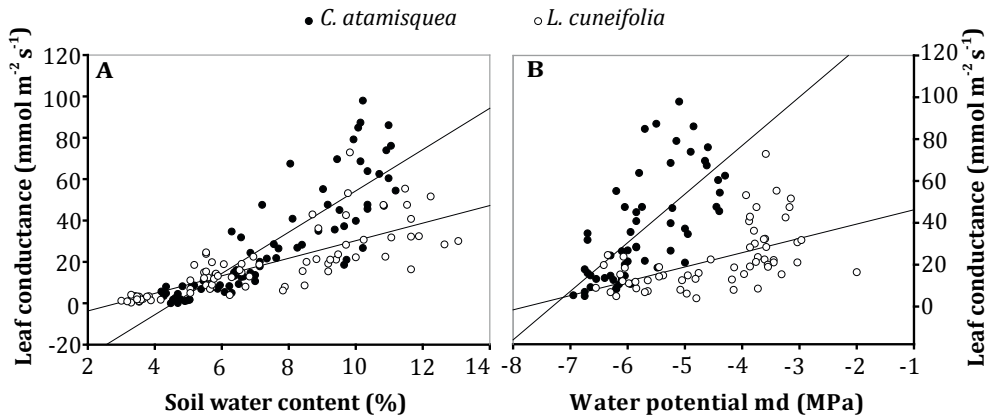 C. atamisquea L. cuneifolia
A
B
Leaf conductance (mmol m⁻² s⁻¹)
120
100
80
60
40
20
0
-20
2 4 6 8 10 12 14
Soil water content (%)
-8 -7 -6 -5 -4 -3 -2 -1
Water potential md (MPa)
120
100
80
60
40
20
0
Leaf conductance (mmol m⁻² s⁻¹)